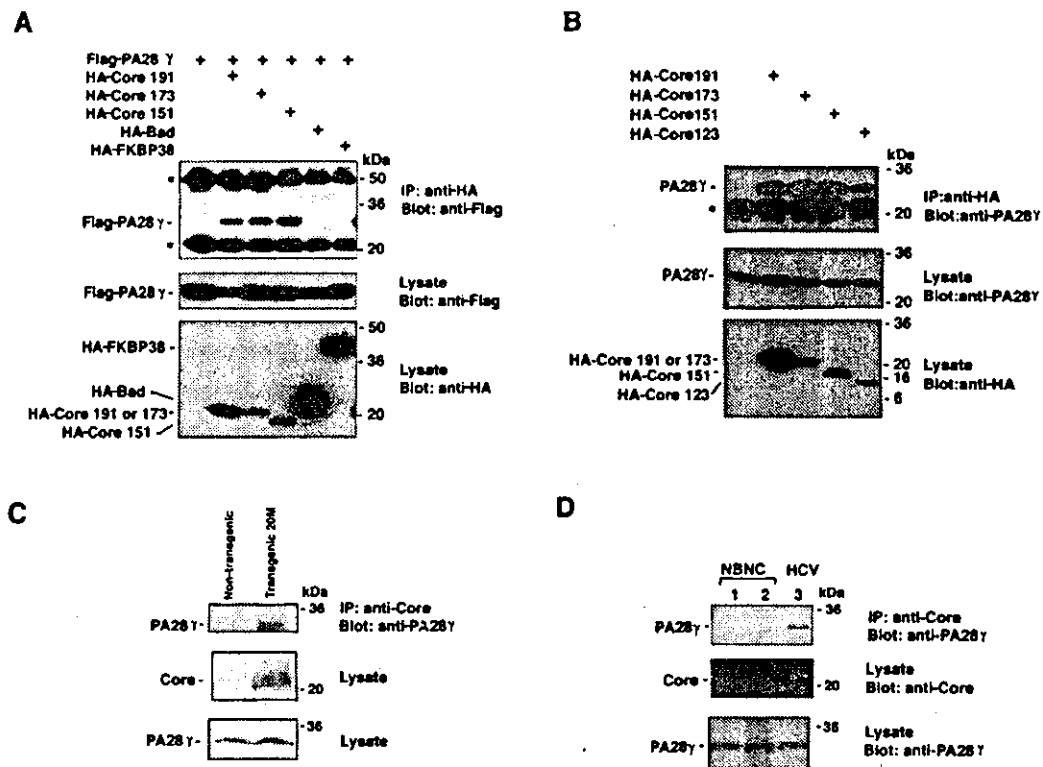 A
Flag-PA28 γ + + + + + +
HA-Core 191 +
HA-Core 173 +
HA-Core 151 +
HA-Bad +
HA-FKBP38 +
kDa
- 50
36
20
IP: anti-HA
Blot: anti-Flag
Flag-PA28 γ -
Flag-PA28 γ -
Lysate
Blot: anti-Flag
HA-FKBP38 -
50
36
20
Lysate
Blot: anti-HA
HA-Bad
HA-Core 191 or 173
HA-Core 151
B
HA-Core191 +
HA-Core173 +
HA-Core151 +
HA-Core123 +
kDa
- 36
- 20
PA28γ -
IP:anti-HA
Blot:anti-PA28γ
PA28γ -
36
20
Lysate
Blot:anti-PA28γ
36
20
16
6
HA-Core 191 or 173
HA-Core 151
HA-Core 123
Lysate
Blot:anti-HA
C
Non-transgenic
Transgenic 20M
kDa
- 36
PA28γ -
IP: anti-Core
Blot: anti-PA28γ
Core -
- 20
Lysate
- 36
PA28γ -
Lysate
D
NBNC HCV
1 2 3 kDa
- 36
PA28γ -
IP: anti-Core
Blot: anti-PA28γ
Core -
- 20
Lysate
Blot: anti-Core
- 36
PA28γ -
Lysate
Blot: anti-PA28γ